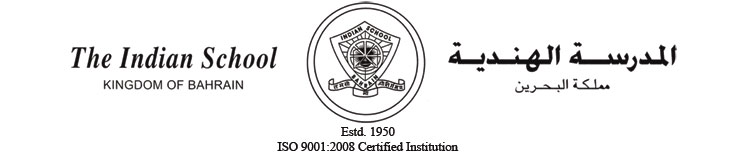 The Indian School
KINGDOM OF BAHRAIN
INDIAN SCHOOL
BAHRAIN
المدرسة الهندية
مملكة البحرين
Estd. 1950
ISO 9001:2008 Certified Institution